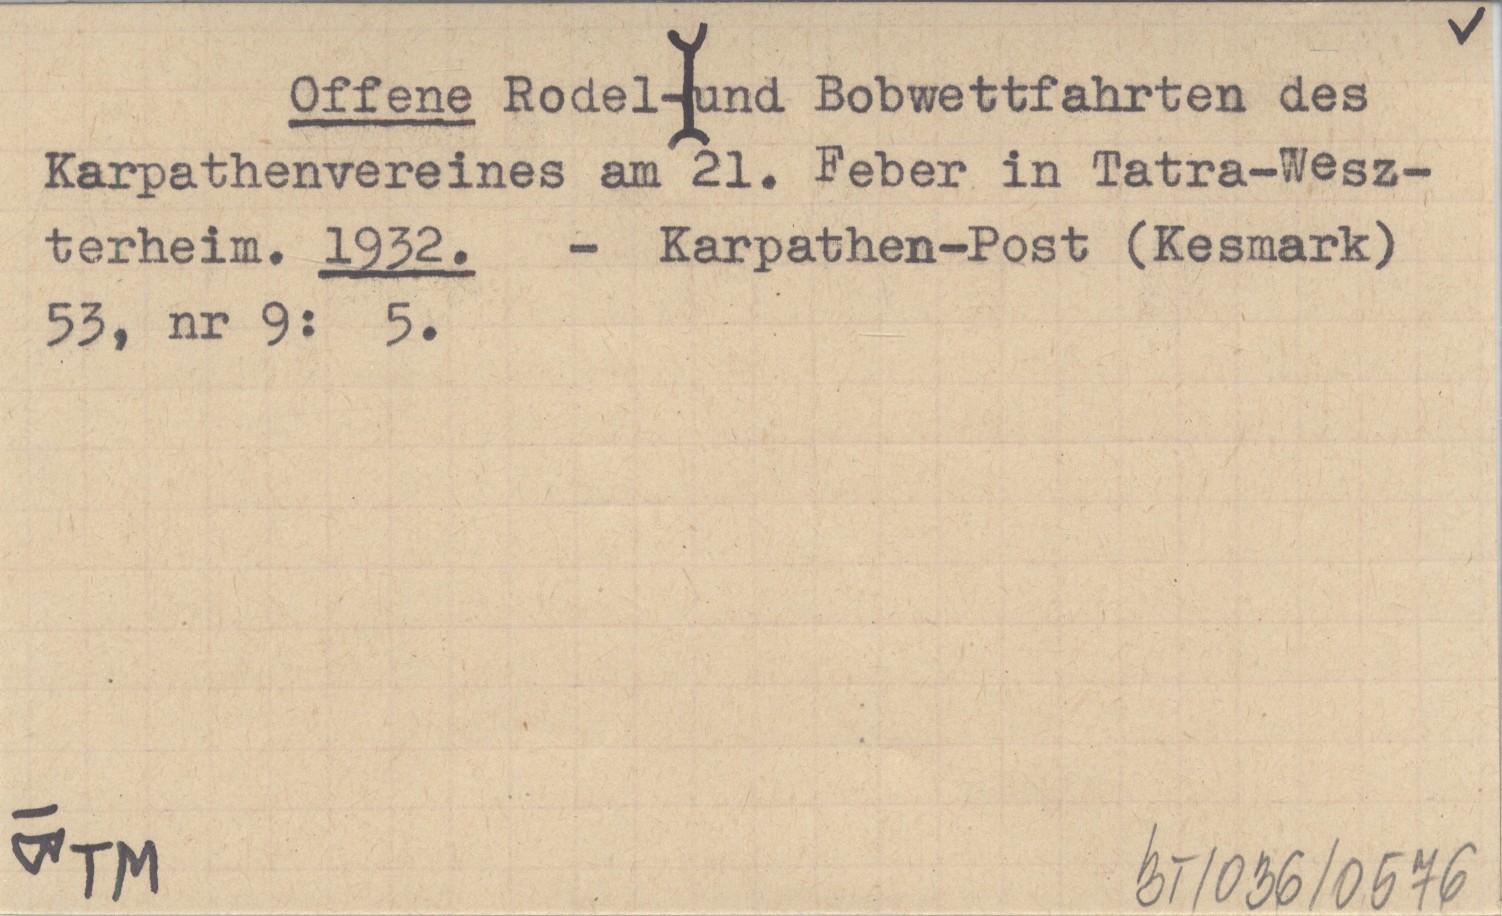 Offene Rodel-und Bobwettfahrten des
Karpathenvereines am 21. Feber in Tatra-Wesz-
terheim. 1932. - Karpathen-Post (Kesmark)
53, nr 9: 5.
TM
BT/036/0576